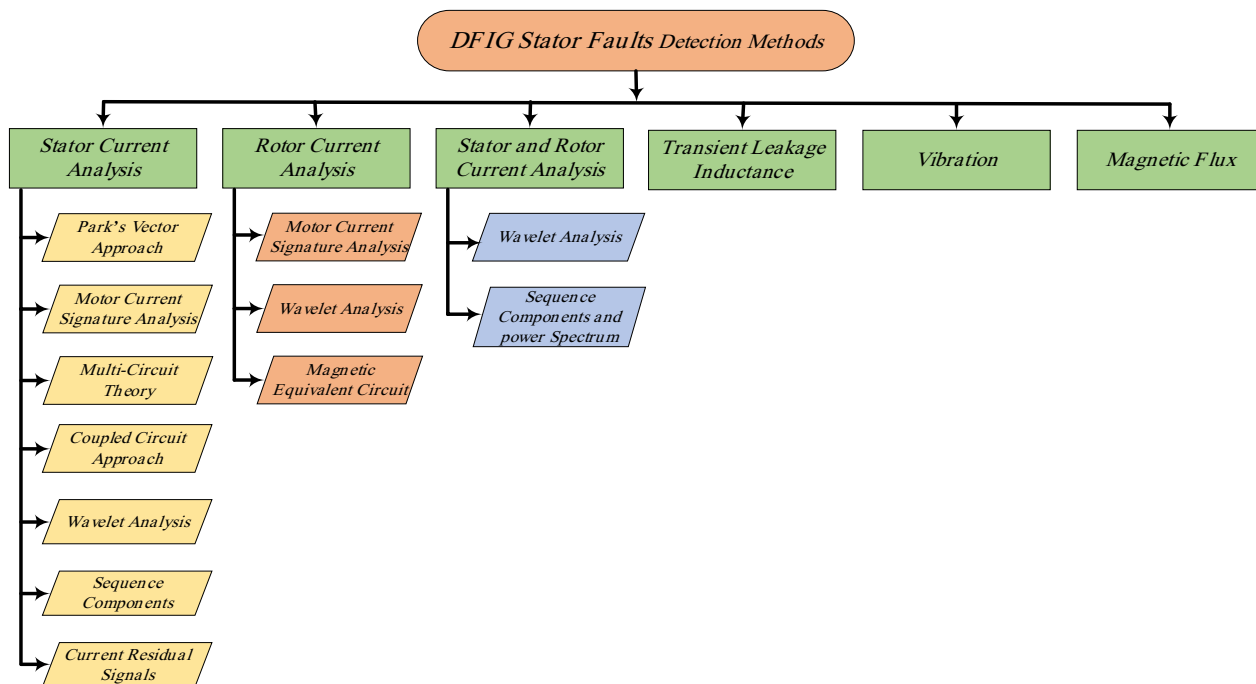 DFIG Stator Faults Detection Methods
Stator Current
Analysis
Rotor Current
Analysis
Stator and Rotor
Current Analysis
Transient Leakage
Inductance
Vibration
Magnetic Flux
Park's Vector
Approach
Motor Current
Signature Analysis
Multi-Circuit
Theory
Coupled Circuit
Approach
Wavelet Analysis
Sequence
Components
Current Residual
Signals
Motor Current
Signature Analysis
Wavelet Analysis
Magnetic
Equivalent Circuit
Wavelet Analysis
Sequence
Components and
power Spectrum